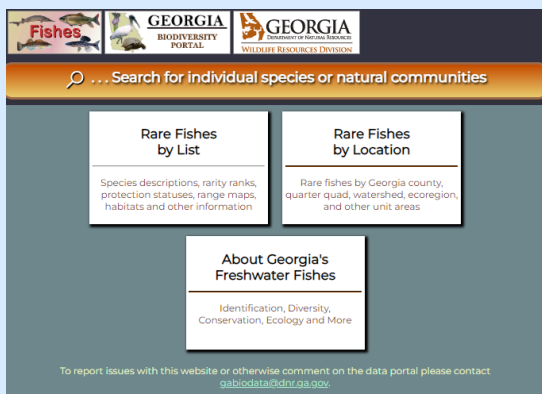 Fishes
GEORGIA
BIODIVERSITY
PORTAL
GEORGIA
DEPARTMENT OF NATURAL RESOURCES
WILDLIFE RESOURCES DIVISION
. . . Search for individual species or natural communities
Rare Fishes
by List
Species descriptions, rarity ranks,
protection statuses, range maps,
habitats and other information
Rare Fishes
by Location
Rare fishes by Georgia county,
quarter quad, watershed, ecoregion,
and other unit areas
About Georgia's
Freshwater Fishes
Identification, Diversity,
Conservation, Ecology and More
To report issues with this website or otherwise comment on the data portal please contact
gabiodata@dnr.ga.gov.